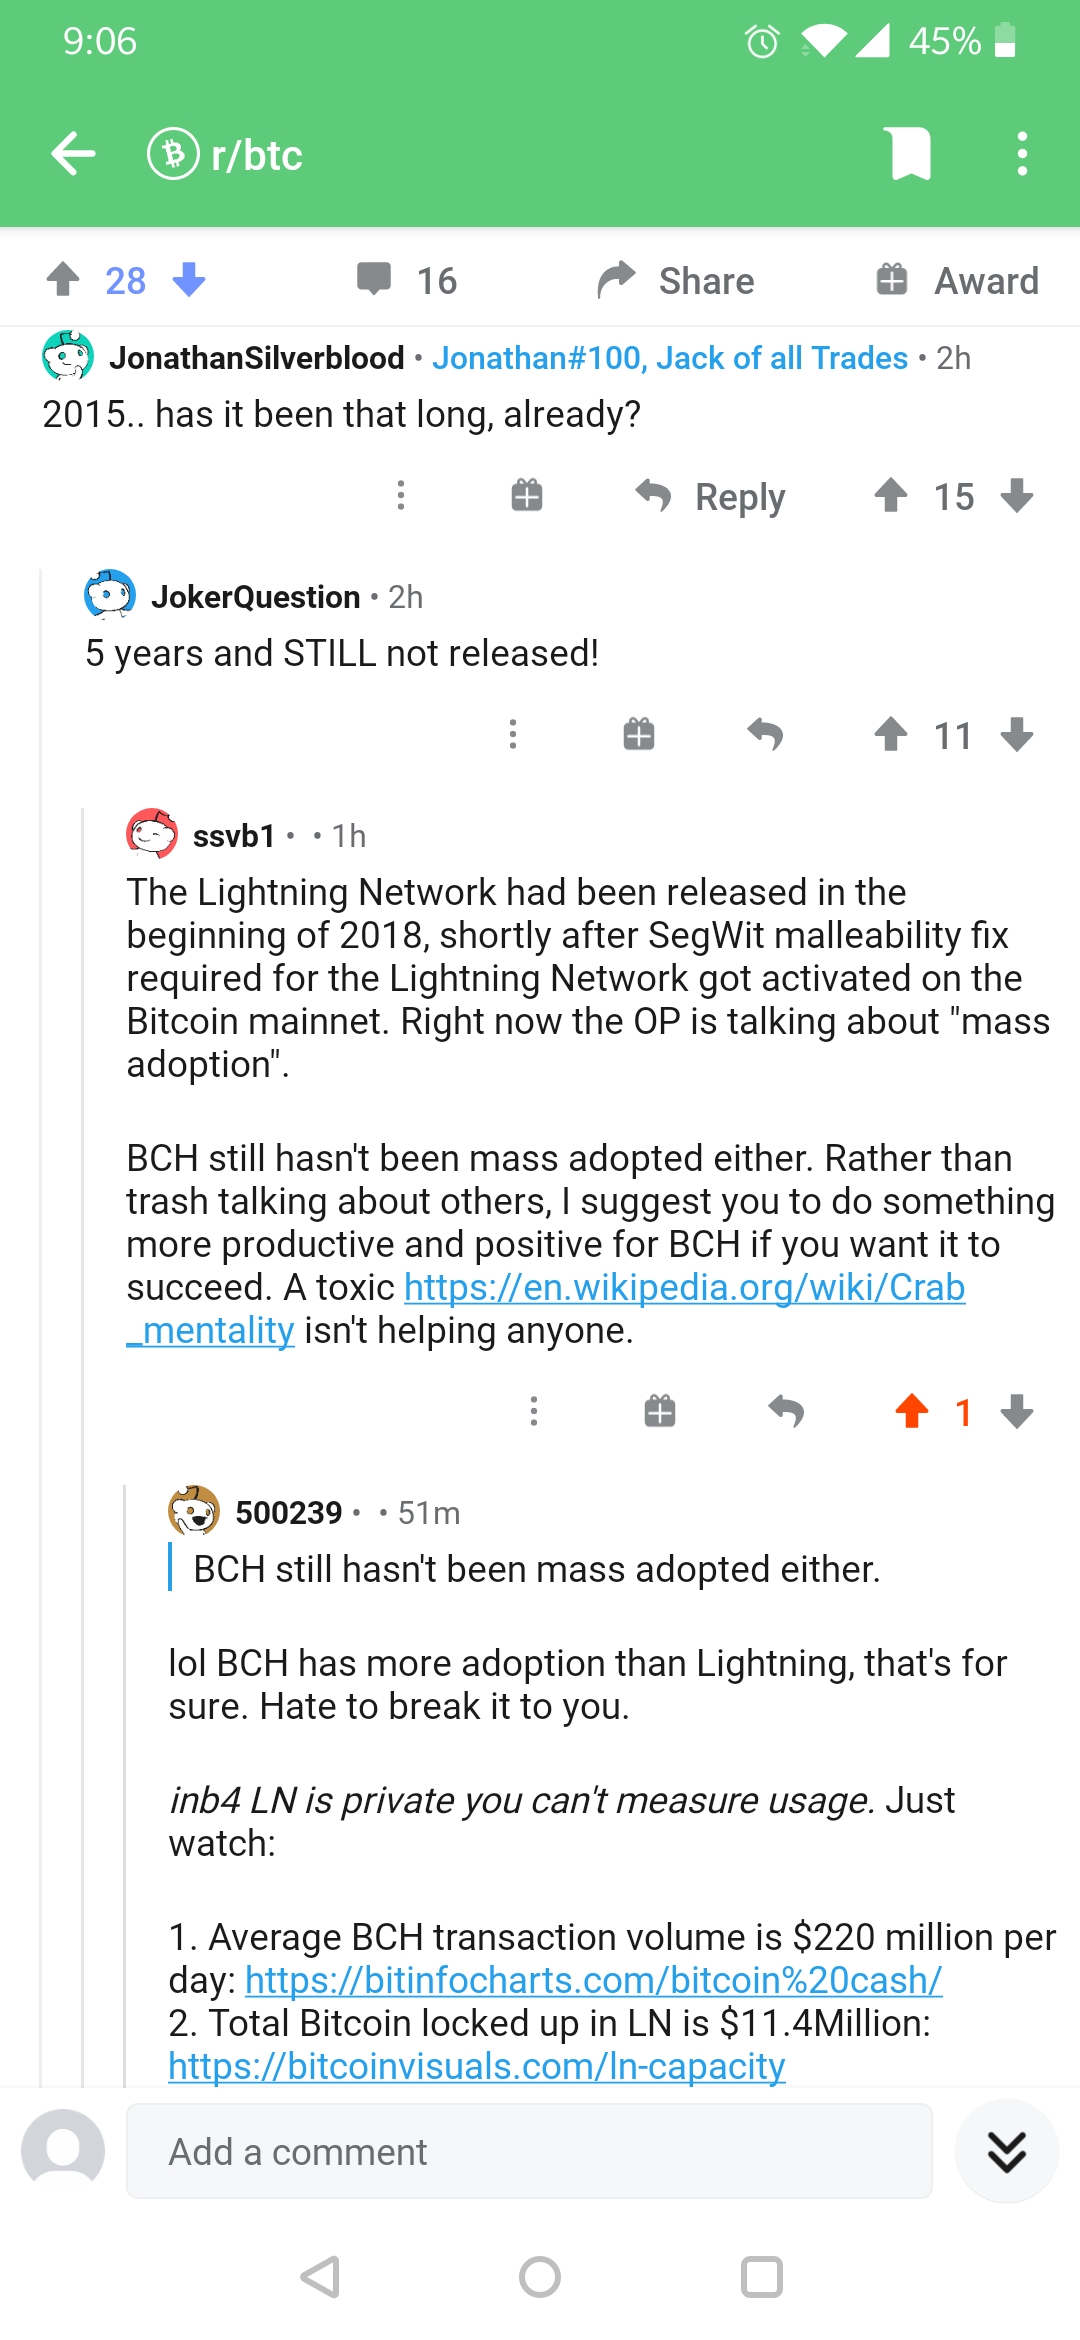 9:06
45%
r/btc
28
16
Share
Award
JonathanSilverblood • Jonathan#100, Jack of all Trades • 2h
2015.. has it been that long, already?
Reply
15
JokerQuestion • 2h
5 years and STILL not released!
11
ssvb1 • • 1h
The Lightning Network had been released in the
beginning of 2018, shortly after SegWit malleability fix
required for the Lightning Network got activated on the
Bitcoin mainnet. Right now the OP is talking about "mass
adoption".
BCH still hasn't been mass adopted either. Rather than
trash talking about others, I suggest you to do something
more productive and positive for BCH if you want it to
succeed. A toxic https://en.wikipedia.org/wiki/Crab
_mentality isn't helping anyone.
1
500239 • • 51m
BCH still hasn't been mass adopted either.
lol BCH has more adoption than Lightning, that's for
sure. Hate to break it to you.
inb4 LN is private you can't measure usage. Just
watch:
1. Average BCH transaction volume is $220 million per
day: https://bitinfocharts.com/bitcoin%20cash/
2. Total Bitcoin locked up in LN is $11.4Million:
https://bitcoinvisuals.com/ln-capacity
Add a comment